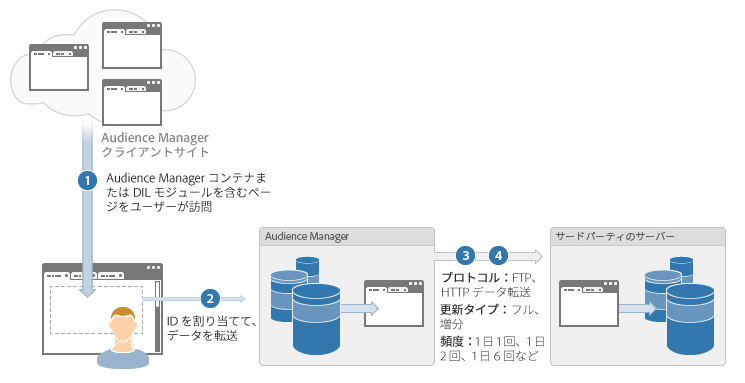 Audience Manager
クライアントサイト
1
Audience Manager コンテナま
たは DIL モジュールを含むペー
ジをユーザーが訪問
2
ID を割り当てて、
データを転送
Audience Manager
3 4
プロトコル：FTP、
HTTP データ転送
更新タイプ：フル、
増分
頻度：1日1回、1日
2回、1日6回など
サードパーティのサーバー